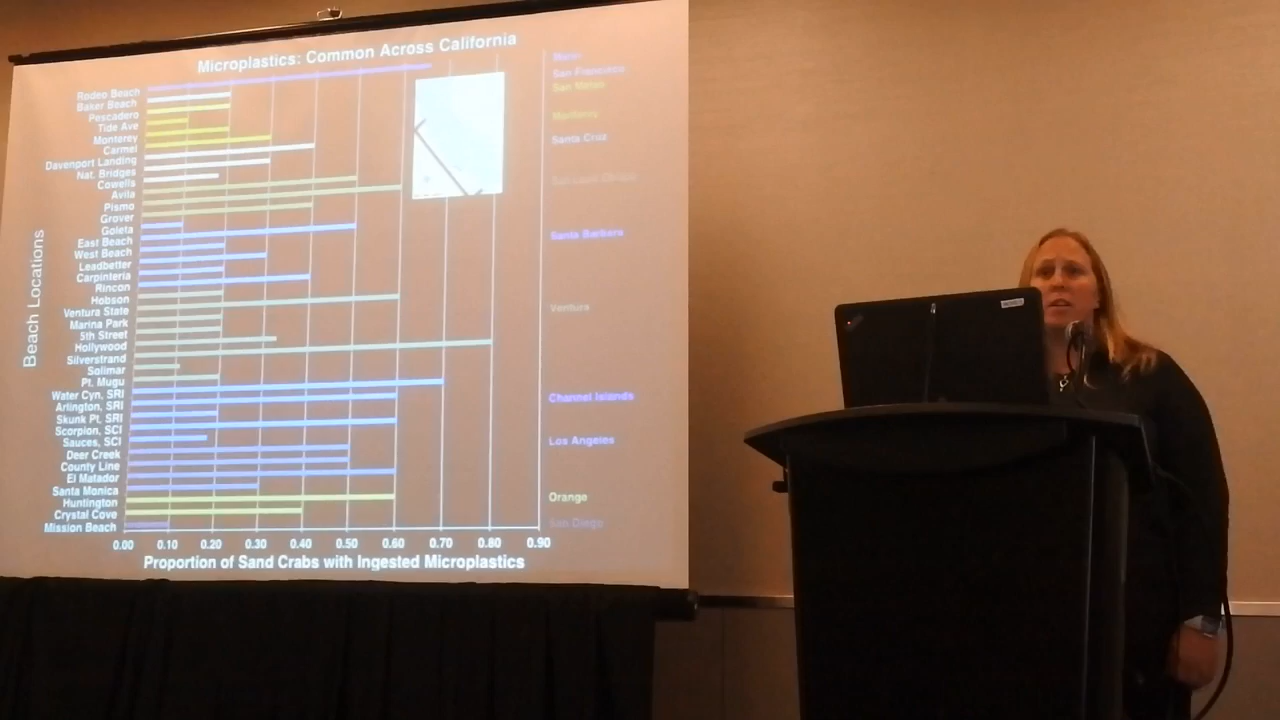 Microplastics: Common Across California
Marin
San Francisco
San Mateo
Monterey
Santa Cruz
San Luis Obispo
Santa Barbara
Ventura
Channel Islands
Los Angeles
Orange
San Diego
Beach Locations
Rodeo Beach
Baker Beach
Pescadero
Tide Ave
Monterey
Carmel
Davenport Landing
Nat. Bridges
Cowells
Avila
Pismo
Grover
Goleta
East Beach
West Beach
Leadbetter
Carpinteria
Rincon
Hobson
Ventura State
Marina Park
5th Street
Hollywood
Silverstrand
Solimar
Pt. Mugu
Water Cyn, SRI
Arlington, SRI
Skunk Pt, SRI
Scorpion, SCI
Sauces, SCI
Deer Creek
County Line
El Matador
Santa Monica
Huntington
Crystal Cove
Mission Beach
0.00 0.10 0.20 0.30 0.40 0.50 0.60 0.70 0.80 0.90
Proportion of Sand Crabs with Ingested Microplastics